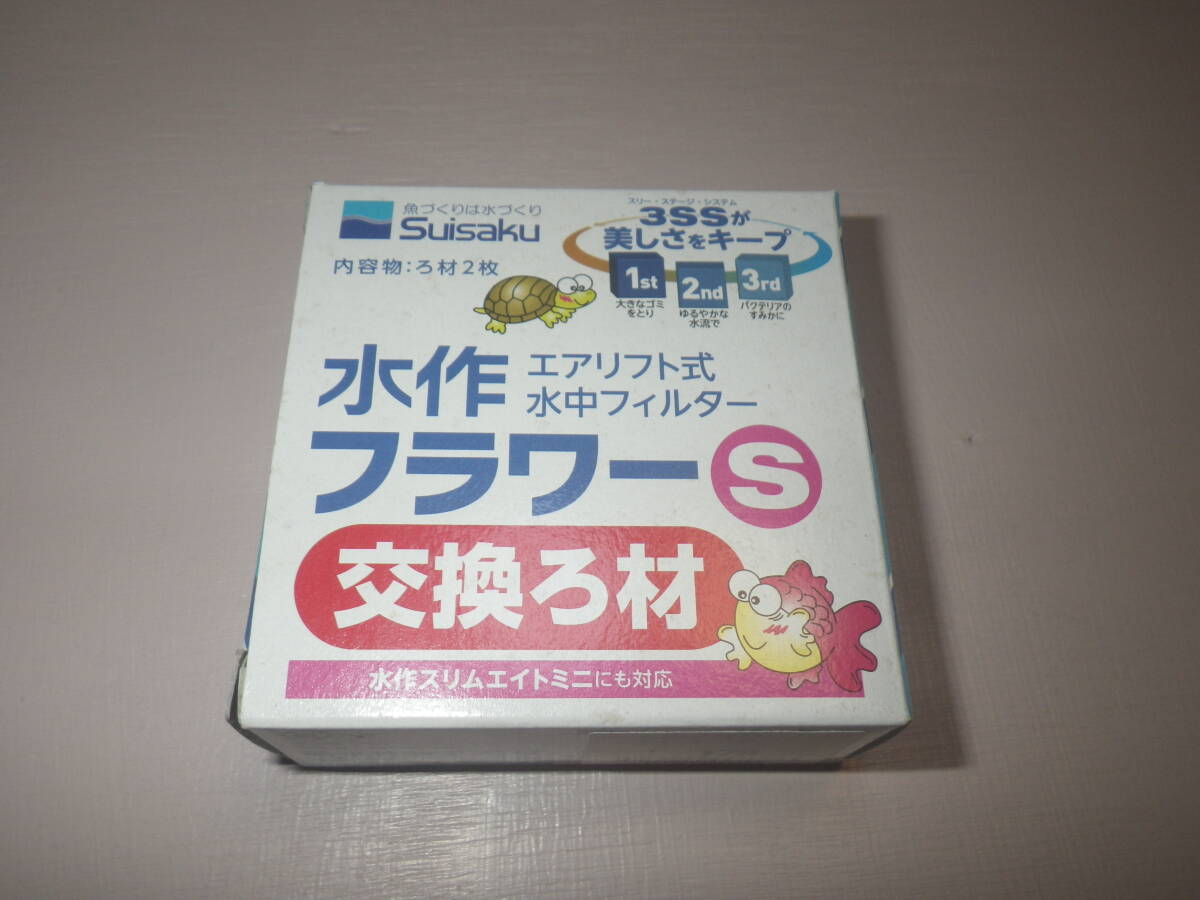 魚づくりは水づくり
Suisaku
内容物：ろ材2枚
スリー・ステージ・システム
3SSが
美しさをキープ
1st
大きなゴミ
をとり
2nd
ゆるやかな
水流で
3rd
バクテリアの
すみかに
水作
エアリフト式
水中フィルター
フラワー S
交換ろ材
水作スリムエイトミニにも対応